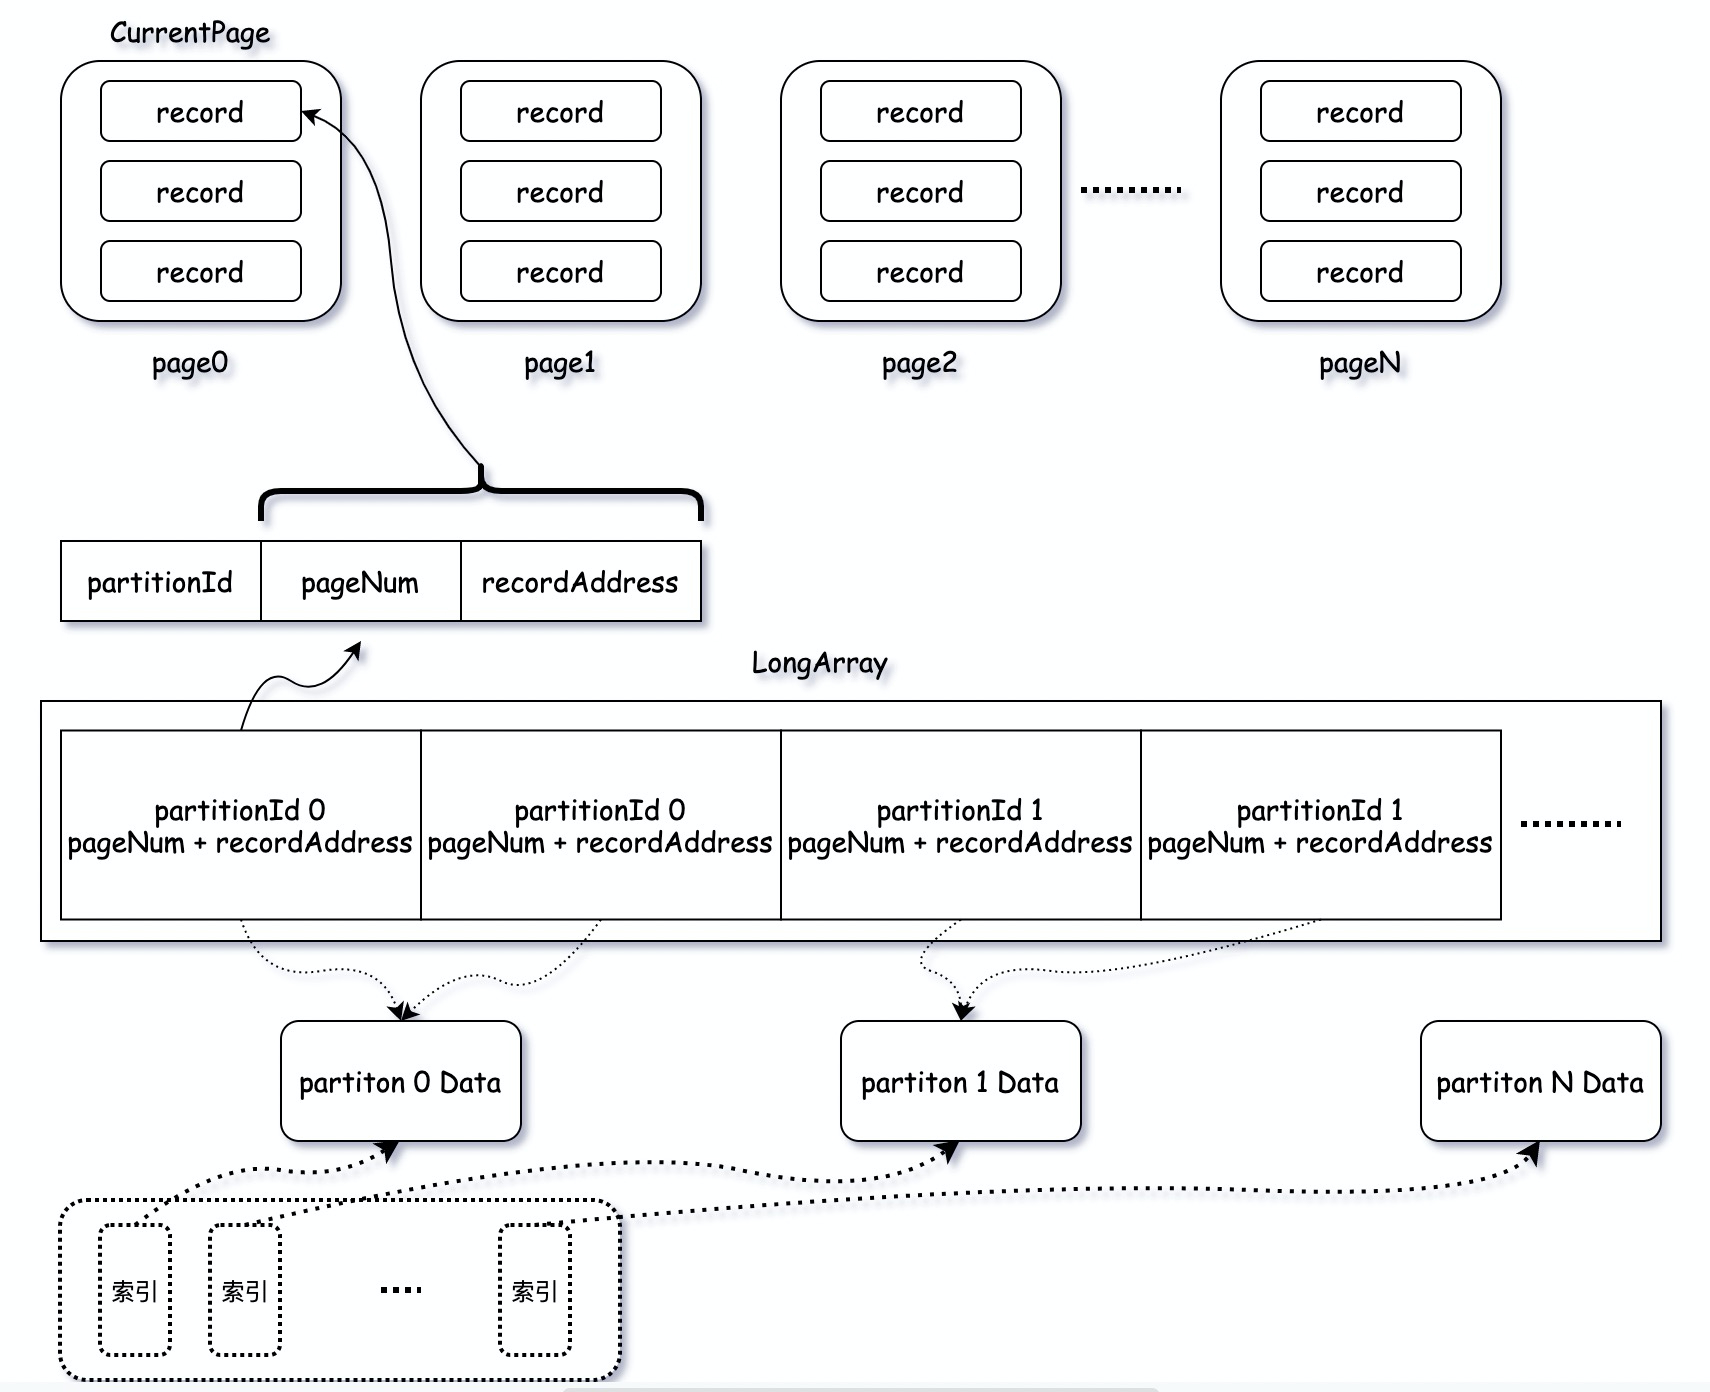 CurrentPage
record
record
record
record
record
record
record
record
record
record
record
record
page0
page1
page2
pageN
partitionId
pageNum
recordAddress
LongArray
partitionId 0
pageNum + recordAddress
partitionId 0
pageNum + recordAddress
partitionId 1
pageNum + recordAddress
partitionId 1
pageNum + recordAddress
partiton 0 Data
partiton 1 Data
partiton N Data
索引
索引
索引